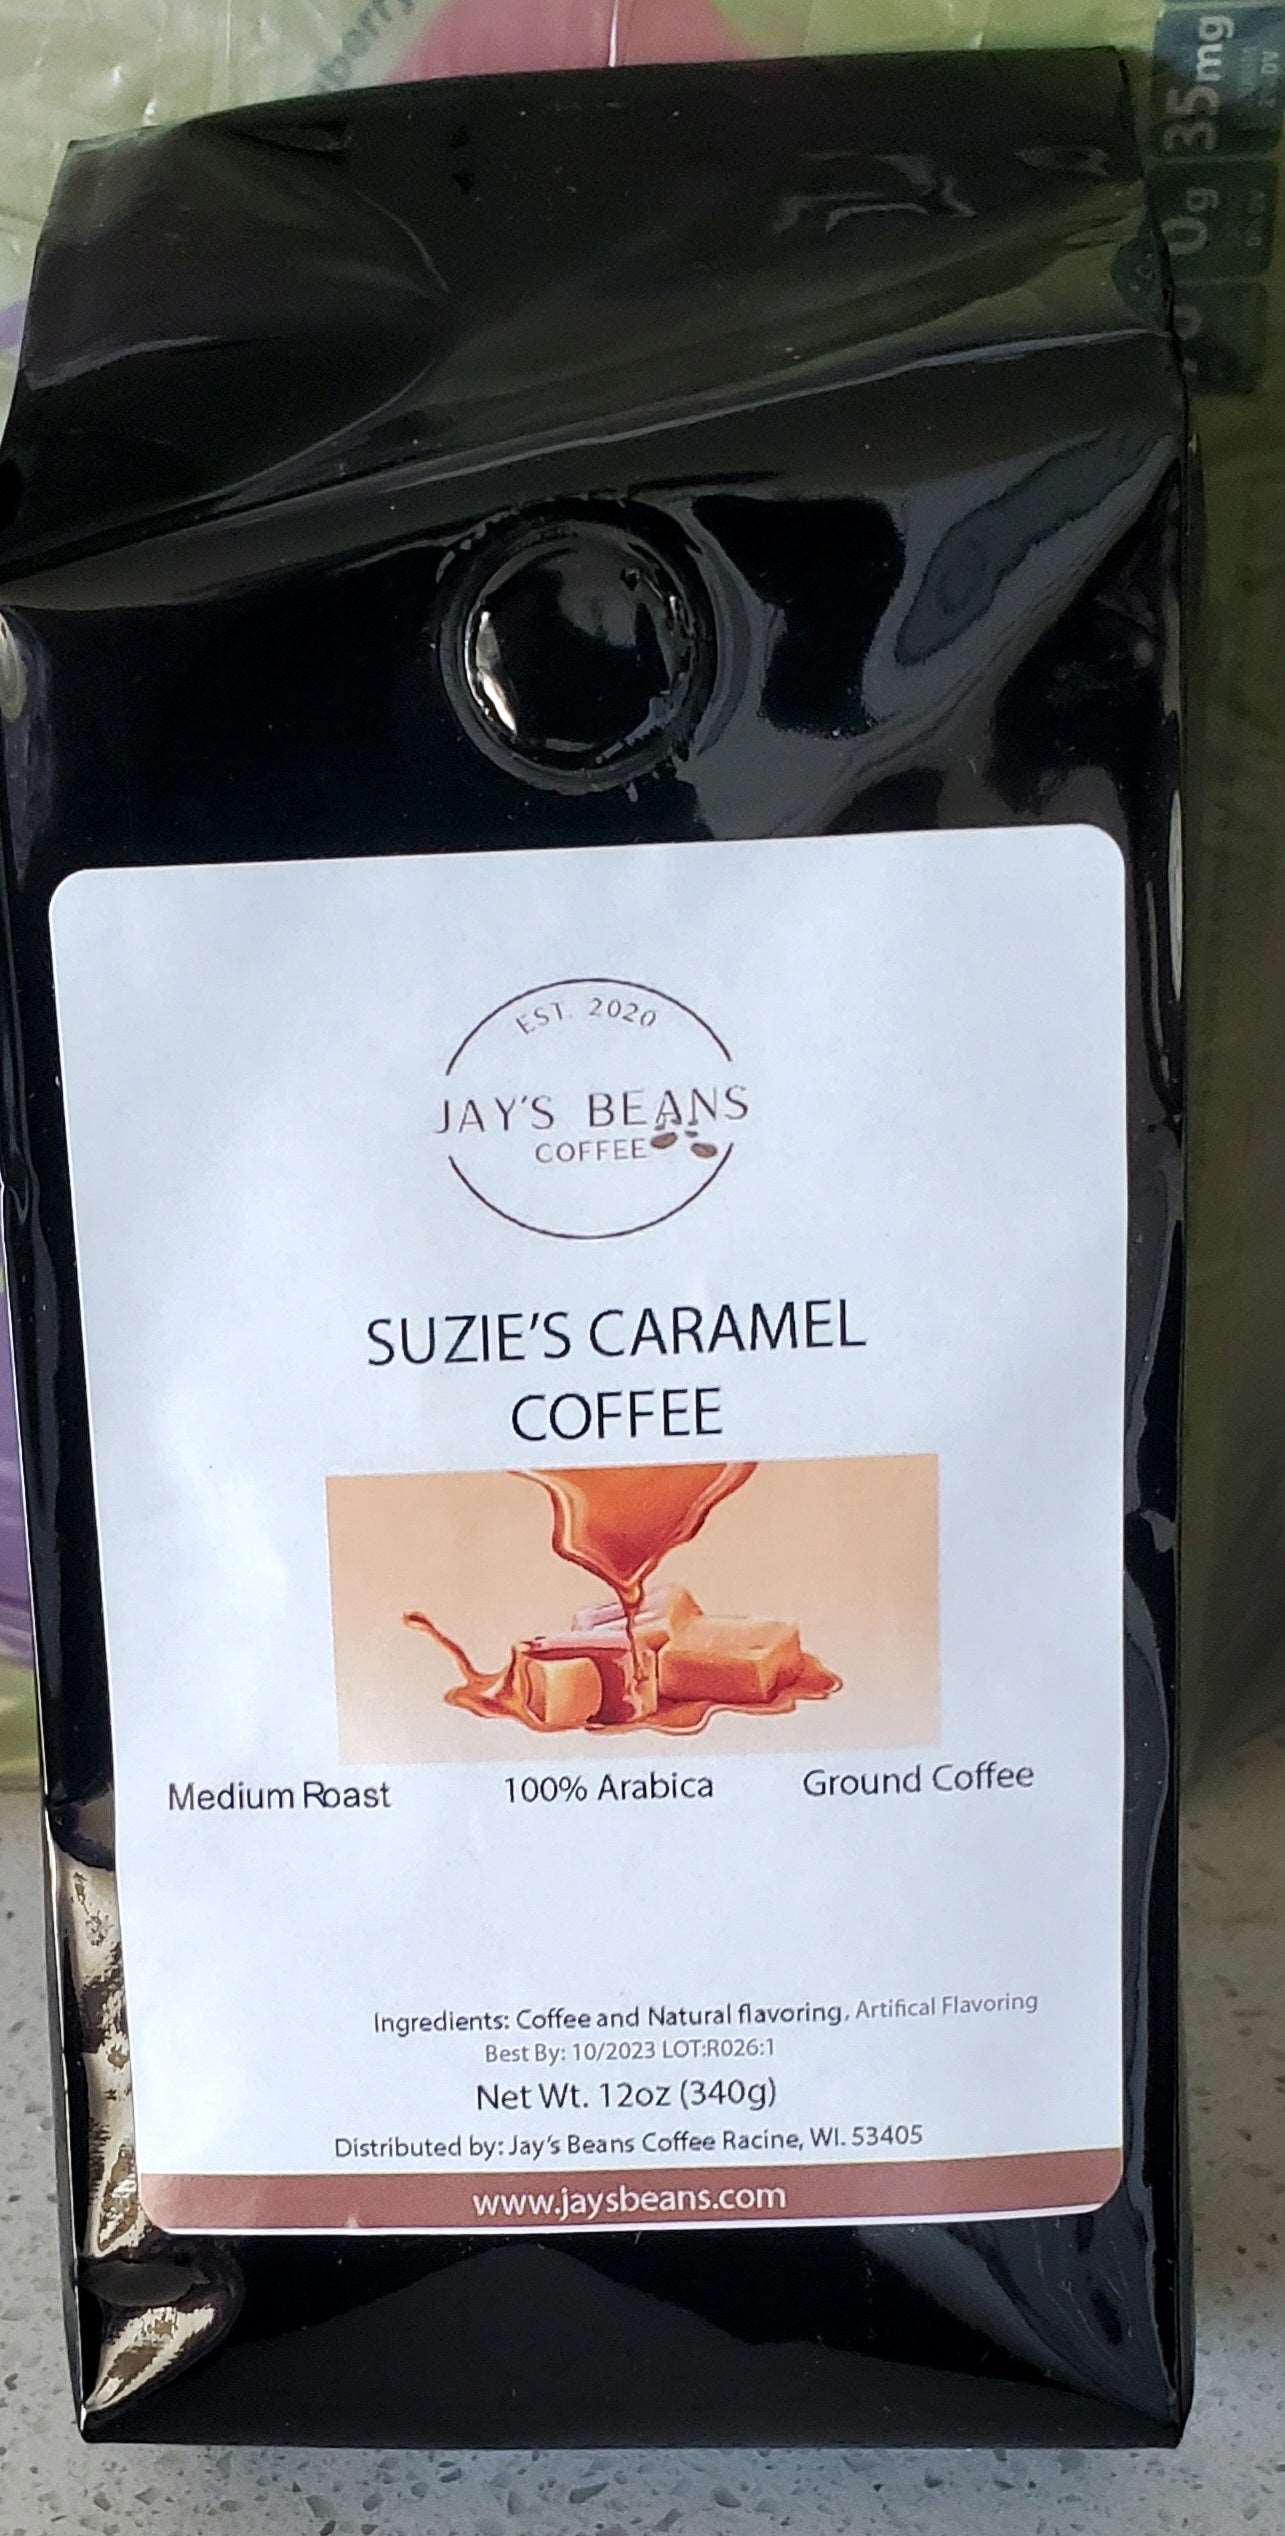 35mg
0g
EST. 2020
JAY'S BEANS
COFFEE
SUZIE'S CARAMEL
COFFEE
Medium Roast 100% Arabica Ground Coffee
Ingredients: Coffee and Natural flavoring, Artifical Flavoring
Best By: 10/2023 LOT:R026:1
Net Wt. 12oz (340g)
Distributed by: Jay's Beans Coffee Racine, WI. 53405
www.jaysbeans.com